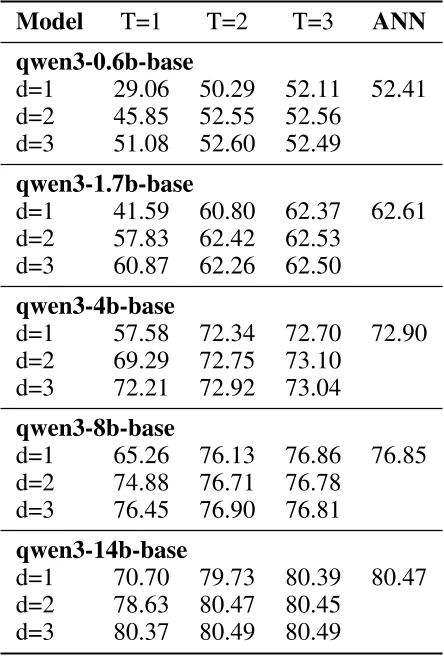 Model T=1 T=2 T=3 ANN
qwen3-0.6b-base
d=1 29.06 50.29 52.11 52.41
d=2 45.85 52.55 52.56
d=3 51.08 52.60 52.49
qwen3-1.7b-base
d=1 41.59 60.80 62.37 62.61
d=2 57.83 62.42 62.53
d=3 60.87 62.26 62.50
qwen3-4b-base
d=1 57.58 72.34 72.70 72.90
d=2 69.29 72.75 73.10
d=3 72.21 72.92 73.04
qwen3-8b-base
d=1 65.26 76.13 76.86 76.85
d=2 74.88 76.71 76.78
d=3 76.45 76.90 76.81
qwen3-14b-base
d=1 70.70 79.73 80.39 80.47
d=2 78.63 80.47 80.45
d=3 80.37 80.49 80.49